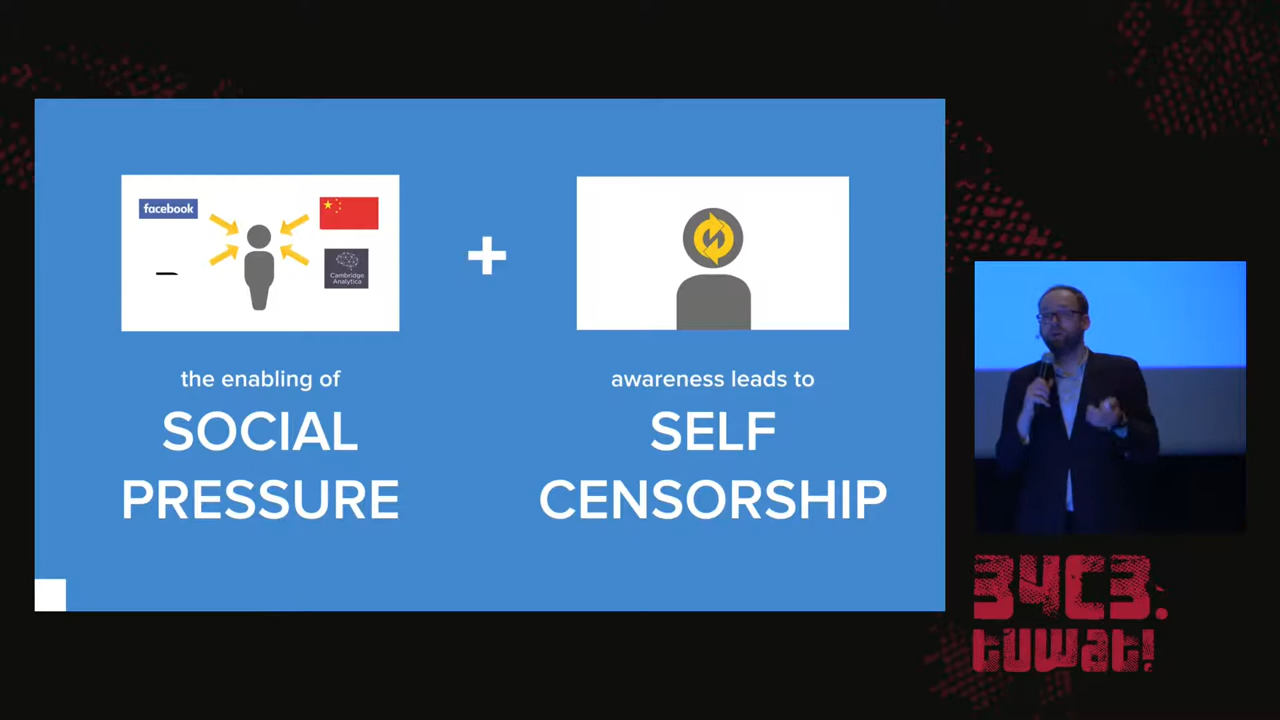 facebook
Cambridge
Analytica
+
the enabling of
SOCIAL
PRESSURE
awareness leads to
SELF
CENSORSHIP
34C3.
tuwat!